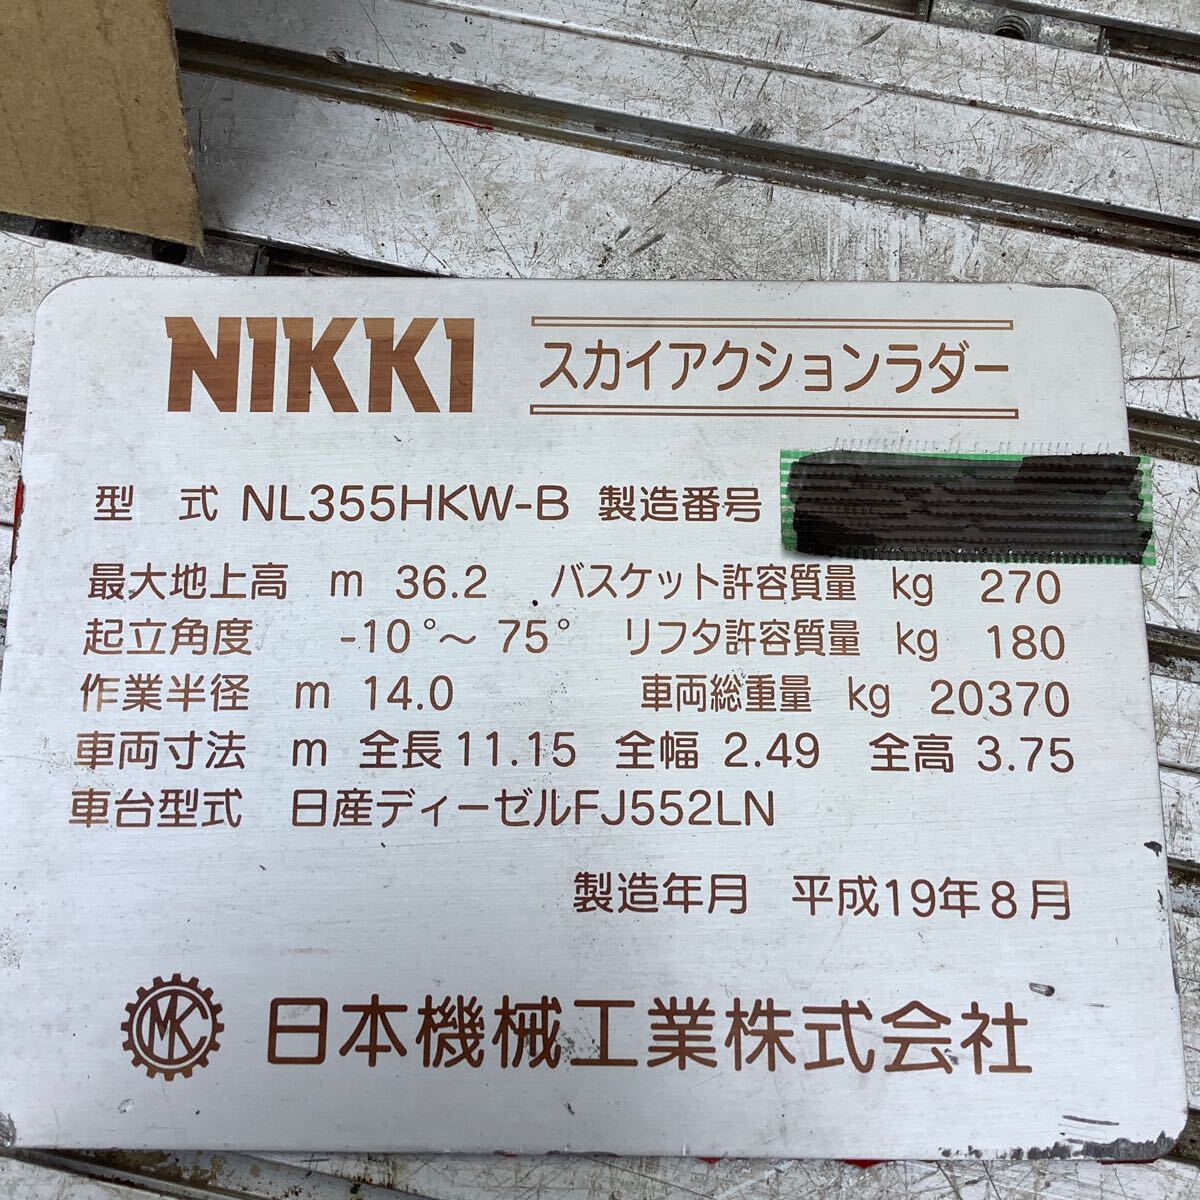 NIKKI スカイアクションラダー
型 式 NL355HKW-B 製造番号
最大地上高 m 36.2 バスケット許容質量 kg 270
起立角度 -10°～75° リフタ許容質量 kg 180
作業半径 m 14.0 車両総重量 kg 20370
車両寸法 m 全長 11.15 全幅 2.49 全高 3.75
車台型式 日産ディーゼルFJ552LN
製造年月 平成19年8月
MKC 日本機械工業株式会社